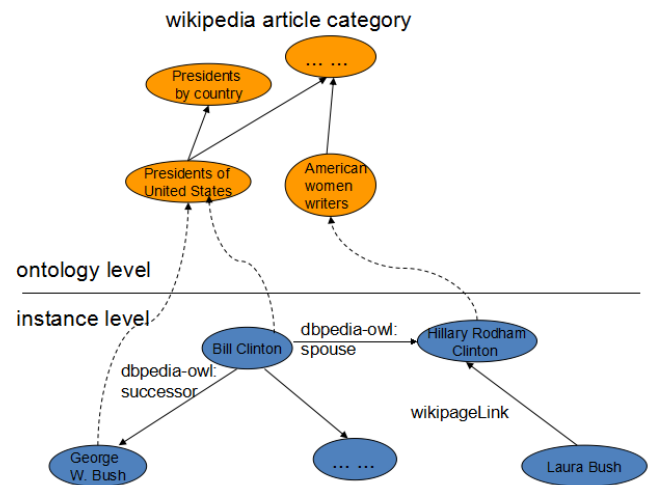 wikipedia article category
... ...
Presidents
by country
Presidents of
United States
American
women
writers
ontology level
instance level
Bill Clinton
dbpedia-owl:
spouse
Hillary Rodham
Clinton
dbpedia-owl:
successor
wikipageLink
George
W. Bush
... ...
Laura Bush